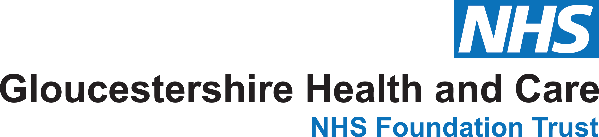 NHS
Gloucestershire Health and Care
NHS Foundation Trust